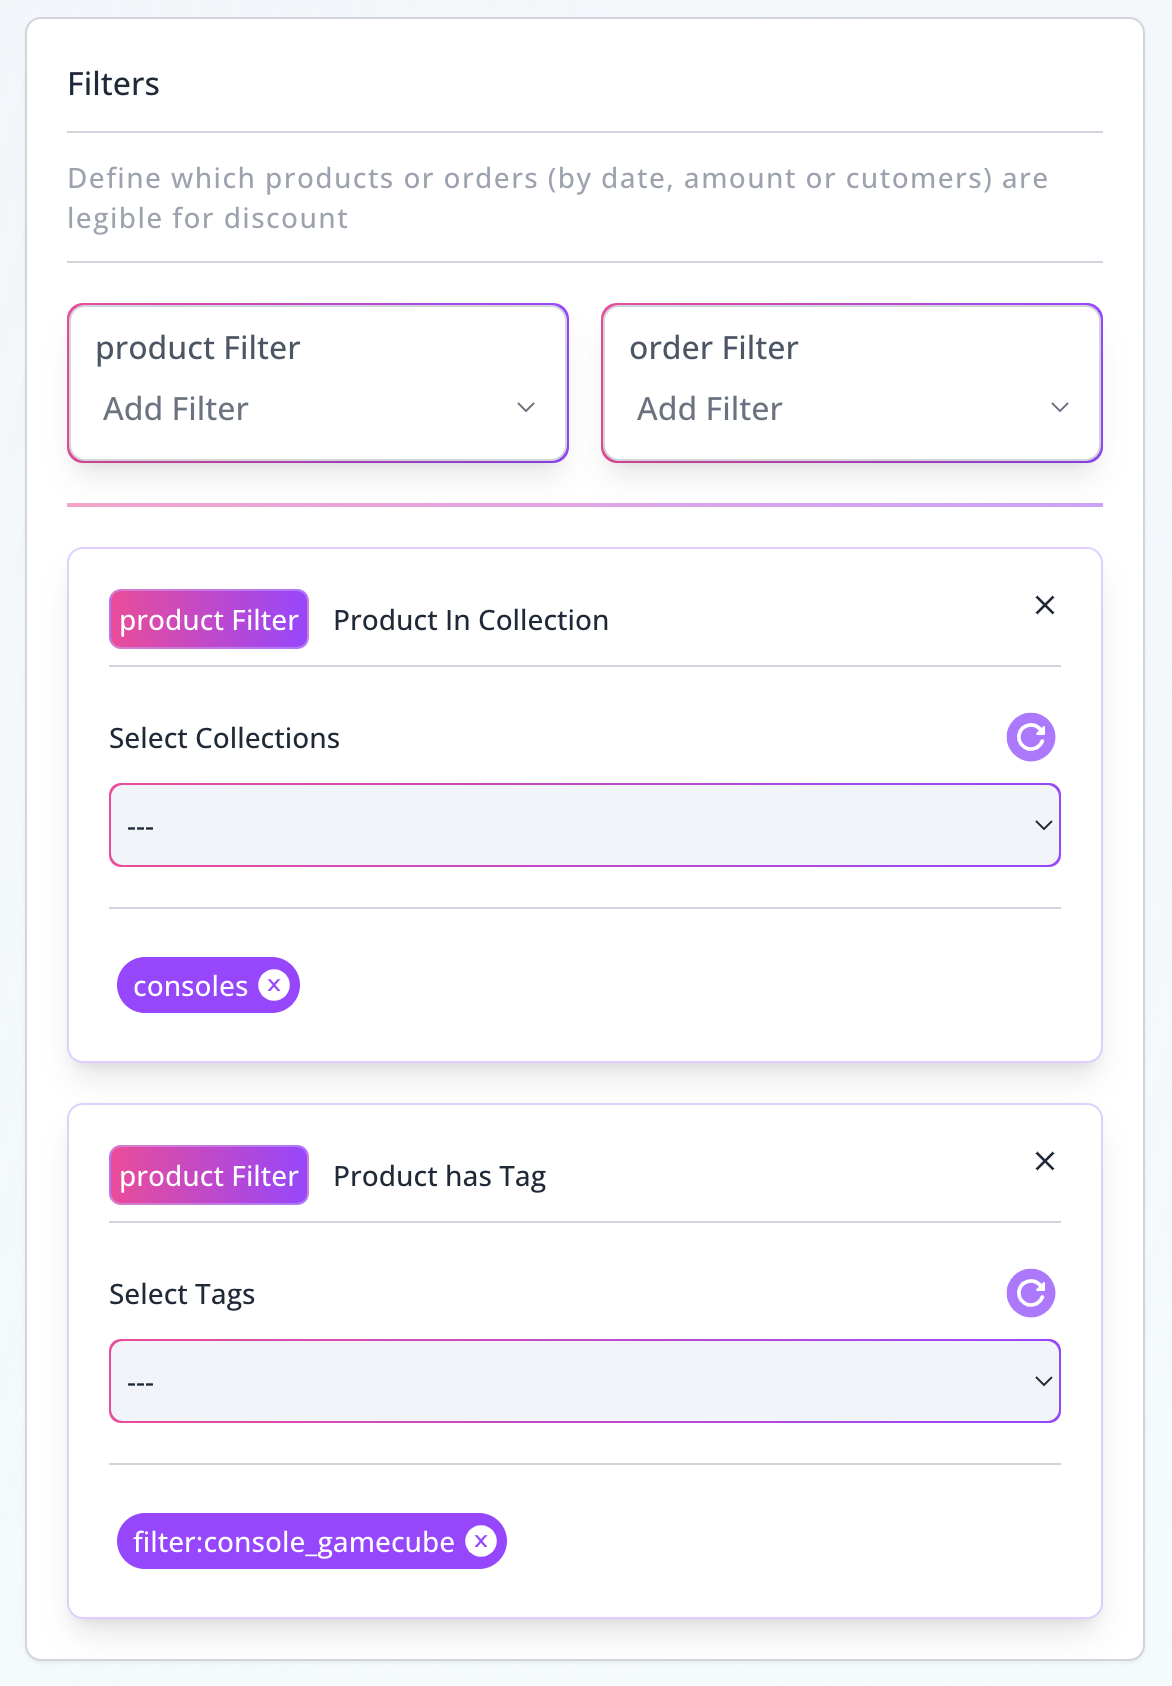 Filters
Define which products or orders (by date, amount or cutomers) are
legible for discount
product Filter
Add Filter
order Filter
Add Filter
product Filter Product In Collection
Select Collections
---
consoles
product Filter Product has Tag
Select Tags
---
filter:console_gamecube